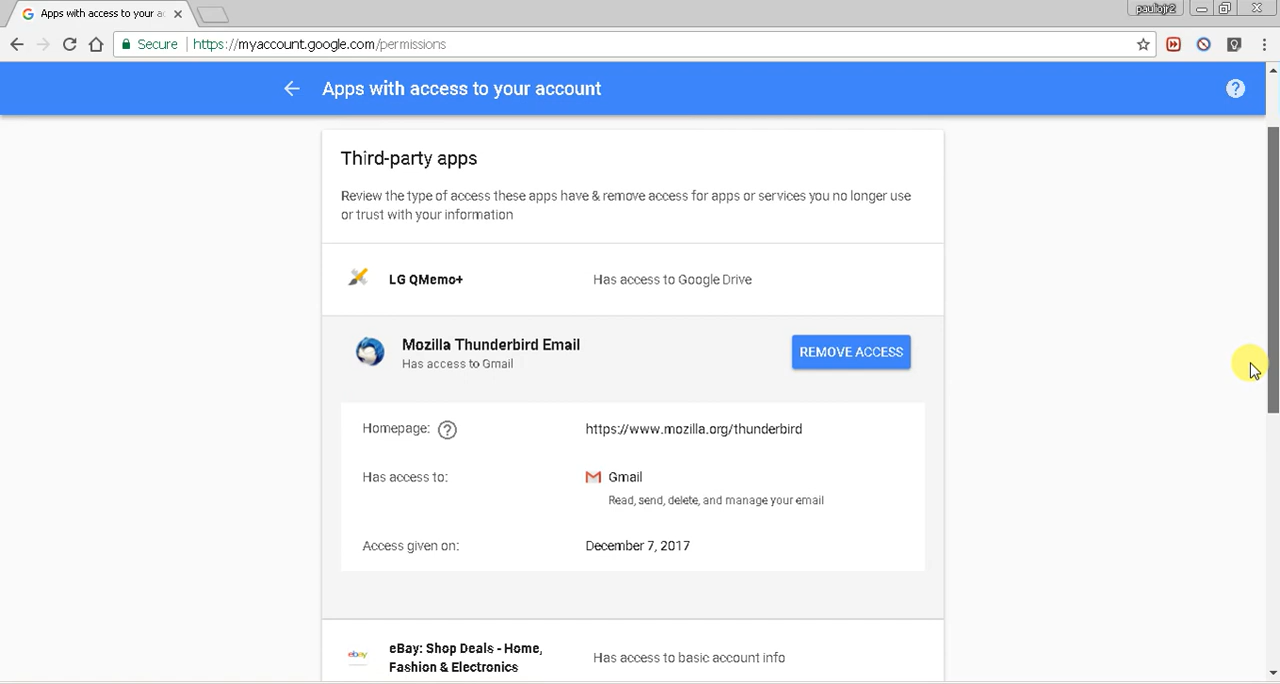 Apps with access to your ac
pauliojr2
Secure
https://myaccount.google.com/permissions
Apps with access to your account
Third-party apps
Review the type of access these apps have & remove access for apps or services you no longer use
or trust with your information
LG QMemo+
Has access to Google Drive
Mozilla Thunderbird Email
Has access to Gmail
REMOVE ACCESS
Homepage: ?
https://www.mozilla.org/thunderbird
Has access to:
Gmail
Read, send, delete, and manage your email
Access given on:
December 7, 2017
ebay
eBay: Shop Deals - Home,
Fashion & Electronics
Has access to basic account info